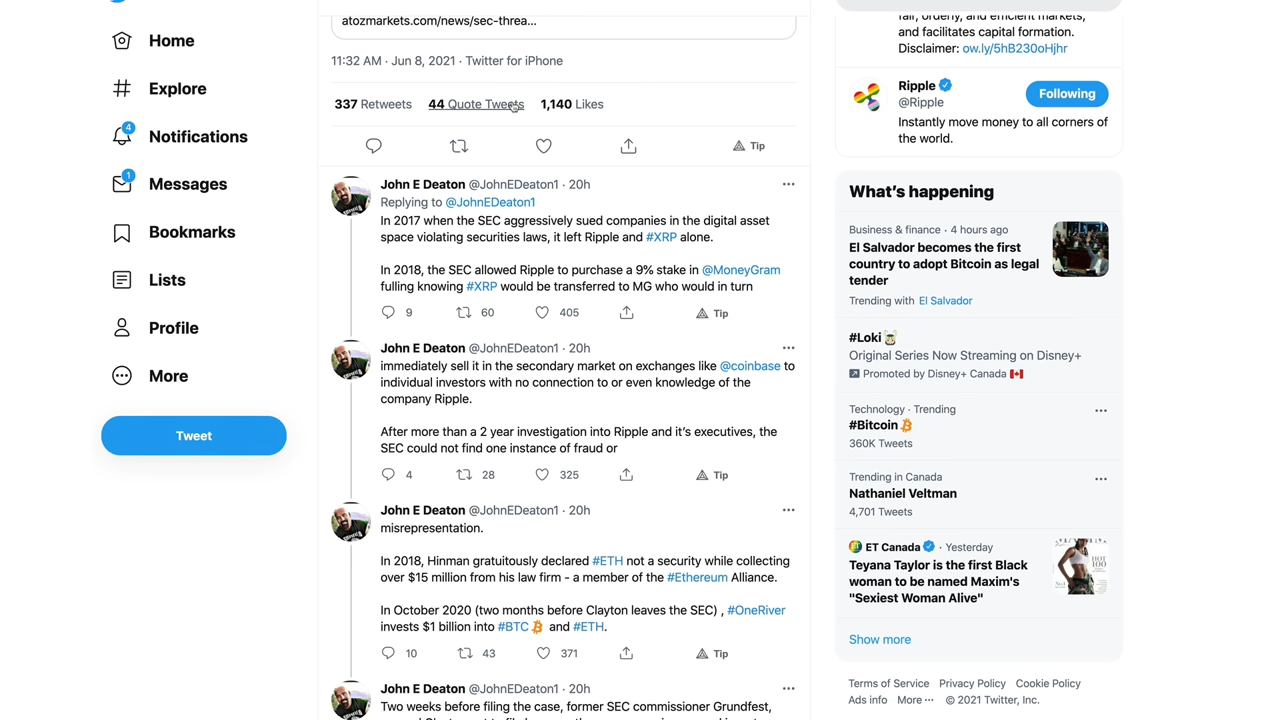 Home
Explore
4
Notifications
1
Messages
Bookmarks
Lists
Profile
More
Tweet
atozmarkets.com/news/sec-threa...
11:32 AM · Jun 8, 2021 · Twitter for iPhone
337 Retweets 44 Quote Tweets 1,140 Likes
Tip
John E Deaton @JohnEDeaton1 · 20h
Replying to @JohnEDeaton1
In 2017 when the SEC aggressively sued companies in the digital asset
space violating securities laws, it left Ripple and #XRP alone.
In 2018, the SEC allowed Ripple to purchase a 9% stake in @MoneyGram
fulling knowing #XRP would be transferred to MG who would in turn
9 60 405 Tip
John E Deaton @JohnEDeaton1 · 20h
immediately sell it in the secondary market on exchanges like @coinbase to
individual investors with no connection to or even knowledge of the
company Ripple.
After more than a 2 year investigation into Ripple and it's executives, the
SEC could not find one instance of fraud or
4 28 325 Tip
John E Deaton @JohnEDeaton1 · 20h
misrepresentation.
In 2018, Hinman gratuitously declared #ETH not a security while collecting
over $15 million from his law firm - a member of the #Ethereum Alliance.
In October 2020 (two months before Clayton leaves the SEC) , #OneRiver
invests $1 billion into #BTC and #ETH.
10 43 371 Tip
John E Deaton @JohnEDeaton1 · 20h
Two weeks before filing the case, former SEC commissioner Grundfest,
fair, orderly, and efficient markets,
and facilitates capital formation.
Disclaimer: ow.ly/5hB230oHjhr
Ripple
@Ripple
Following
Instantly move money to all corners of
the world.
What's happening
Business & finance · 4 hours ago
El Salvador becomes the first
country to adopt Bitcoin as legal
tender
Trending with El Salvador
#Loki
Original Series Now Streaming on Disney+
Promoted by Disney+ Canada
Technology · Trending
#Bitcoin
360K Tweets
Trending in Canada
Nathaniel Veltman
4,701 Tweets
ET Canada · Yesterday
Teyana Taylor is the first Black
woman to be named Maxim's
"Sexiest Woman Alive"
HOT
100
Show more
Terms of Service Privacy Policy Cookie Policy
Ads info More ··· © 2021 Twitter, Inc.